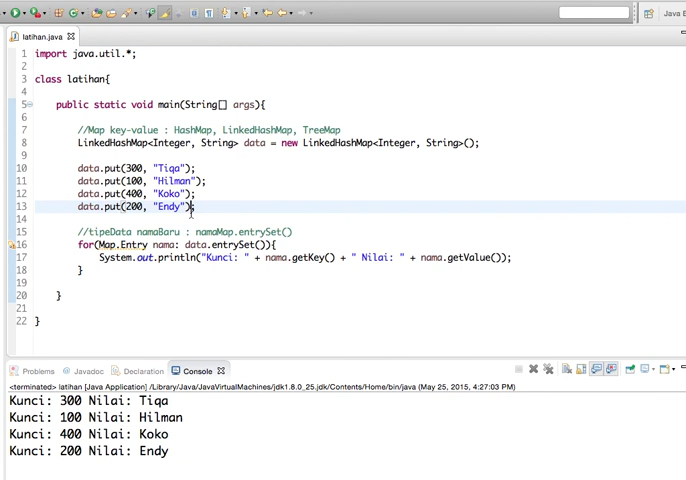 Java E
latihan.java
1 import java.util.*;
2
3 class latihan{
4
5 public static void main(String[] args){
6
7 //Map key-value : HashMap, LinkedHashMap, TreeMap
8 LinkedHashMap<Integer, String> data = new LinkedHashMap<Integer, String>();
9
10 data.put(300, "Tiqa");
11 data.put(100, "Hilman");
12 data.put(400, "Koko");
13 data.put(200, "Endy");
14
15 //tipeData namaBaru : namaMap.entrySet()
16 for(Map.Entry nama: data.entrySet()){
17 System.out.println("Kunci: " + nama.getKey() + " Nilai: " + nama.getValue());
18 }
19
20 }
21
22 }
Problems Javadoc Declaration Console
<terminated> latihan [Java Application] /Library/Java/JavaVirtualMachines/jdk1.8.0_25.jdk/Contents/Home/bin/java (May 25, 2015, 4:27:03 PM)
Kunci: 300 Nilai: Tiqa
Kunci: 100 Nilai: Hilman
Kunci: 400 Nilai: Koko
Kunci: 200 Nilai: Endy